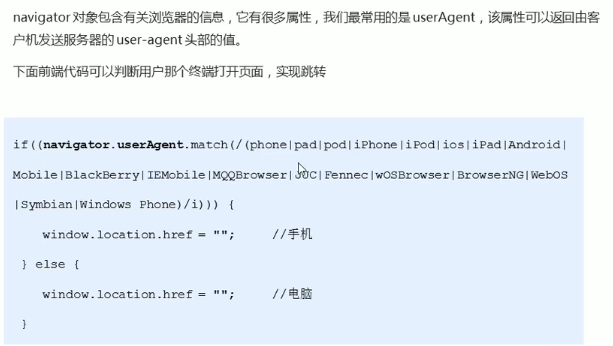 navigator 对象包含有关浏览器的信息，它有很多属性，我们最常用的是 userAgent，该属性可以返回由客
户机发送服务器的 user-agent 头部的值。
下面前端代码可以判断用户那个终端打开页面，实现跳转
if((navigator.userAgent.match(/(phone|pad|pod|iPhone|iPod|ios|iPad|Android|
Mobile|BlackBerry|IEMobile|MQQBrowser|JUC|Fennec|wOSBrowser|BrowserNG|WebOS
|Symbian|Windows Phone)/i))) {
window.location.href = ""; //手机
} else {
window.location.href = ""; //电脑
}